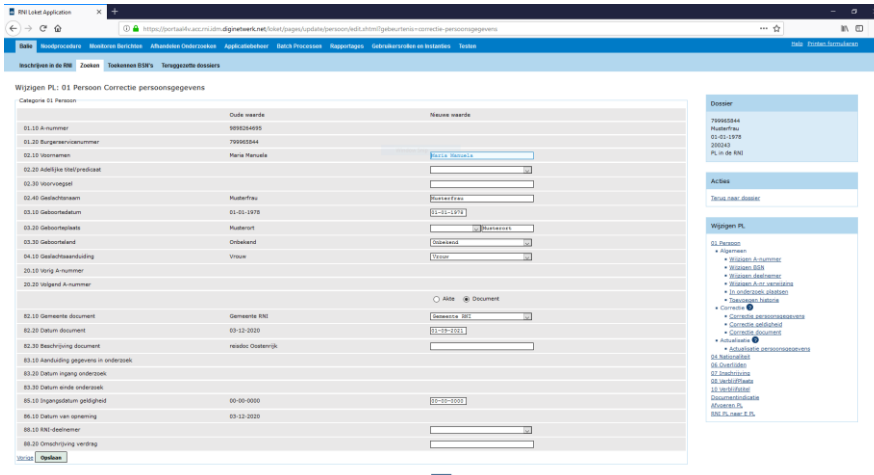 RNI Loket Application
https://portaal4x.acc.rni.idm.diginetwerk.net/loket/pages/update/persoon/edit.shtml?gebeurtenis=correctie-persoonsgegevens
Balie Noodprocedure Monitoren Berichten Afhandelen Onderzoeken Applicatiebeheer Batch Processen Rapportages Gebruikersrollen en Instanties Testen
Help Printen formulieren
Inschrijven in de RNI Zoeken Toekennen BSN's Teruggezette dossiers
Wijzigen PL: 01 Persoon Correctie persoonsgegevens
Categorie 01 Persoon
Oude waarde Nieuwe waarde
01.10 A-nummer 9898264695
01.20 Burgerservicenummer 799965844
02.10 Voornamen Maria Manuela Maria Manuela
02.20 Adellijke titel/predicaat
02.30 Voorvoegsel
02.40 Geslachtsnaam Musterfrau Musterfrau
03.10 Geboortedatum 01-01-1978 01-01-1978
03.20 Geboorteplaats Musterort Musterort
03.30 Geboorteland Onbekend Onbekend
04.10 Geslachtsaanduiding Vrouw Vrouw
20.10 Vorig A-nummer
20.20 Volgend A-nummer
Akte Document
82.10 Gemeente document Gemeente RNI Gemeente RNI
82.20 Datum document 03-12-2020 01-09-2021
82.30 Beschrijving document reisdoc Oostenrijk
83.10 Aanduiding gegevens in onderzoek
83.20 Datum ingang onderzoek
83.30 Datum einde onderzoek
85.10 Ingangsdatum geldigheid 00-00-0000 00-00-0000
86.10 Datum van opneming 03-12-2020
88.10 RNI-deelnemer
88.20 Omschrijving verdrag
Vorige Opslaan
Dossier
799965844
Musterfrau
01-01-1978
200243
PL in de RNI
Acties
Terug naar dossier
Wijzigen PL
01 Persoon
Algemeen
Wijzigen A-nummer
Wijzigen BSN
Wijzigen deelnemer
Wijzigen A-nr verwijzing
In onderzoek plaatsen
Toevoegen historie
Correctie ?
Correctie persoonsgegevens
Correctie geldigheid
Correctie document
Actualisatie ?
Actualisatie persoonsgegevens
04 Nationaliteit
06 Overlijden
07 Inschrijving
08 Verblijfplaats
10 Verblijfstitel
Documentindicatie
Afvoeren PL
RNI PL naar E PL